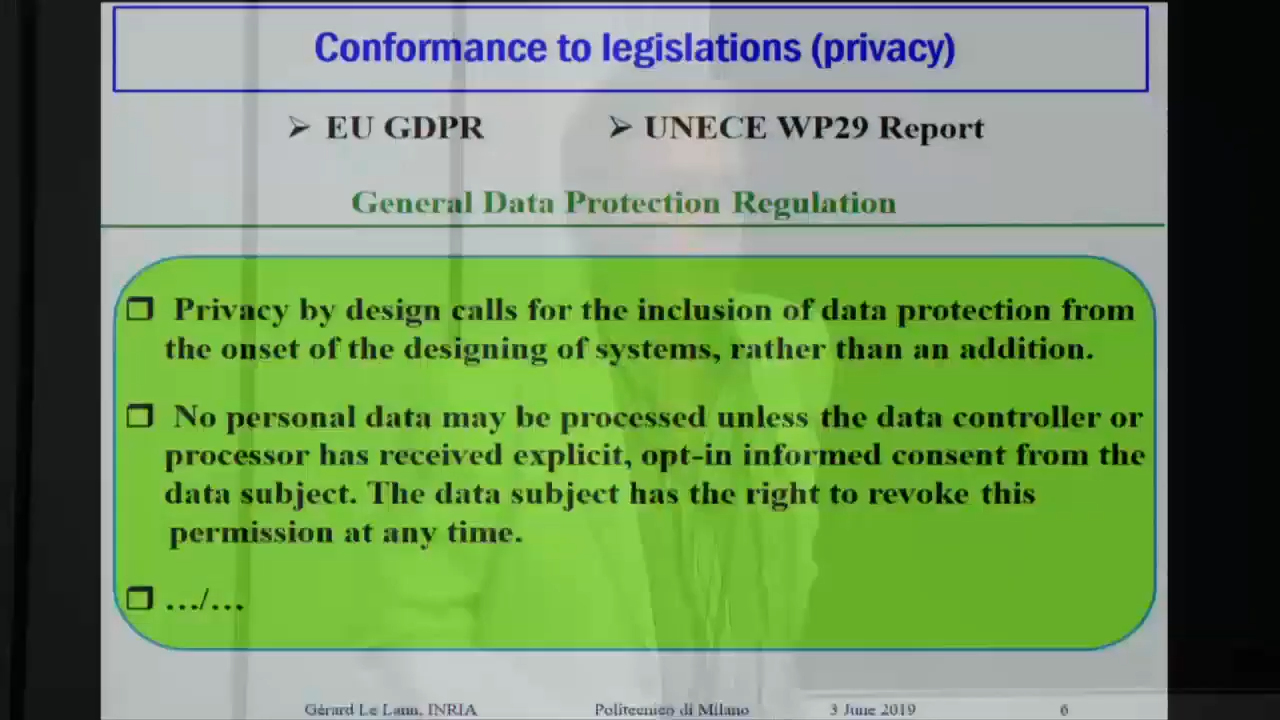 Conformance to legislations (privacy)
➢ EU GDPR ➢ UNECE WP29 Report
General Data Protection Regulation
❐ Privacy by design calls for the inclusion of data protection from
the onset of the designing of systems, rather than an addition.
❐ No personal data may be processed unless the data controller or
processor has received explicit, opt-in informed consent from the
data subject. The data subject has the right to revoke this
permission at any time.
❐ .../...
Gérard Le Lann, INRIA Politecnico di Milano 3 June 2019 6